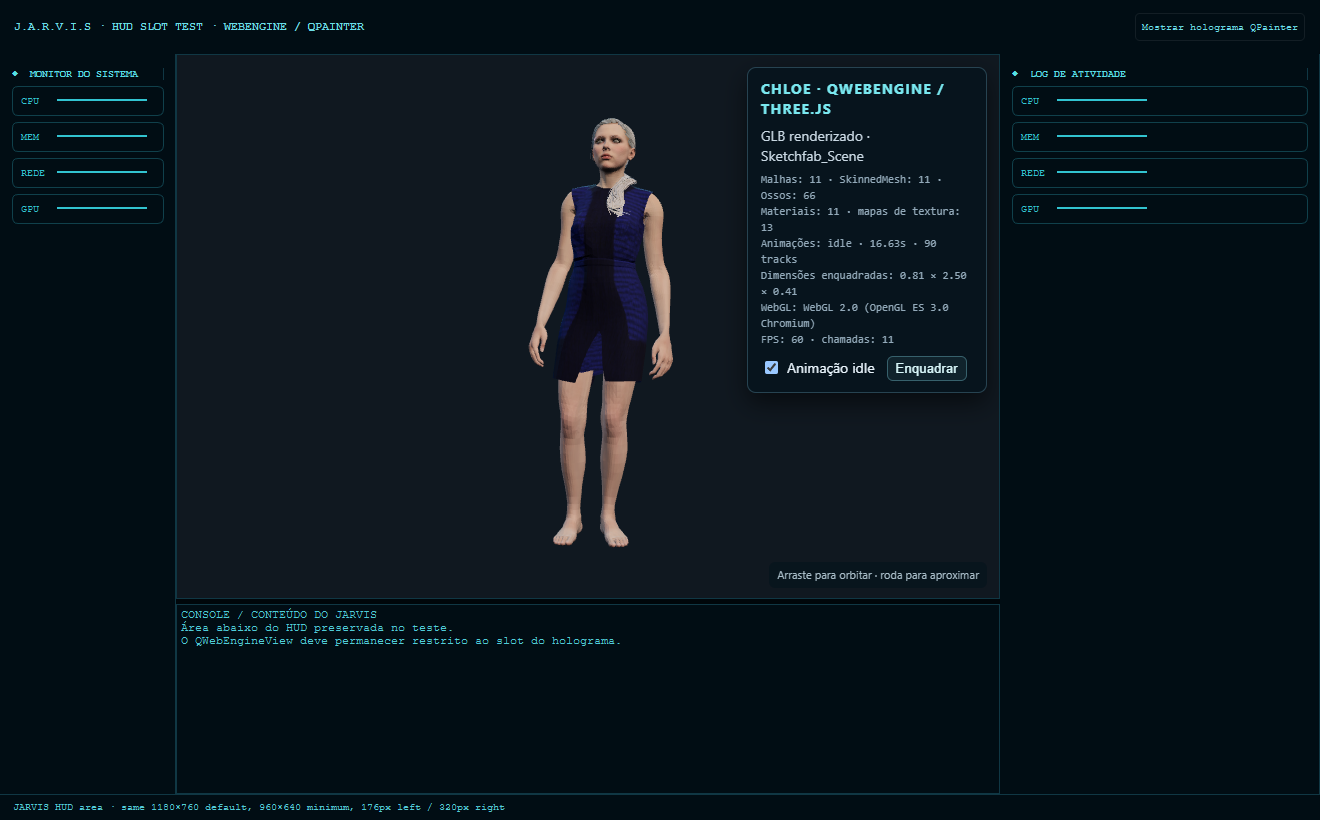 J.A.R.V.I.S · HUD SLOT TEST · WEBENGINE / QPAINTER
Mostrar holograma QPainter
◆ MONITOR DO SISTEMA
CPU
MEM
REDE
GPU
CHLOE · QWEBENGINE /
THREE.JS
GLB renderizado ·
Sketchfab_Scene
Malhas: 11 · SkinnedMesh: 11 ·
Ossos: 66
Materiais: 11 · mapas de textura:
13
Animações: idle · 16.63s · 90
tracks
Dimensões enquadradas: 0.81 × 2.50
× 0.41
WebGL: WebGL 2.0 (OpenGL ES 3.0
Chromium)
FPS: 60 · chamadas: 11
Animação idle
Enquadrar
Arraste para orbitar · roda para aproximar
◆ LOG DE ATIVIDADE
CPU
MEM
REDE
GPU
CONSOLE / CONTEÚDO DO JARVIS
Área abaixo do HUD preservada no teste.
O QWebEngineView deve permanecer restrito ao slot do holograma.
JARVIS HUD area · same 1180×760 default, 960×640 minimum, 176px left / 320px right